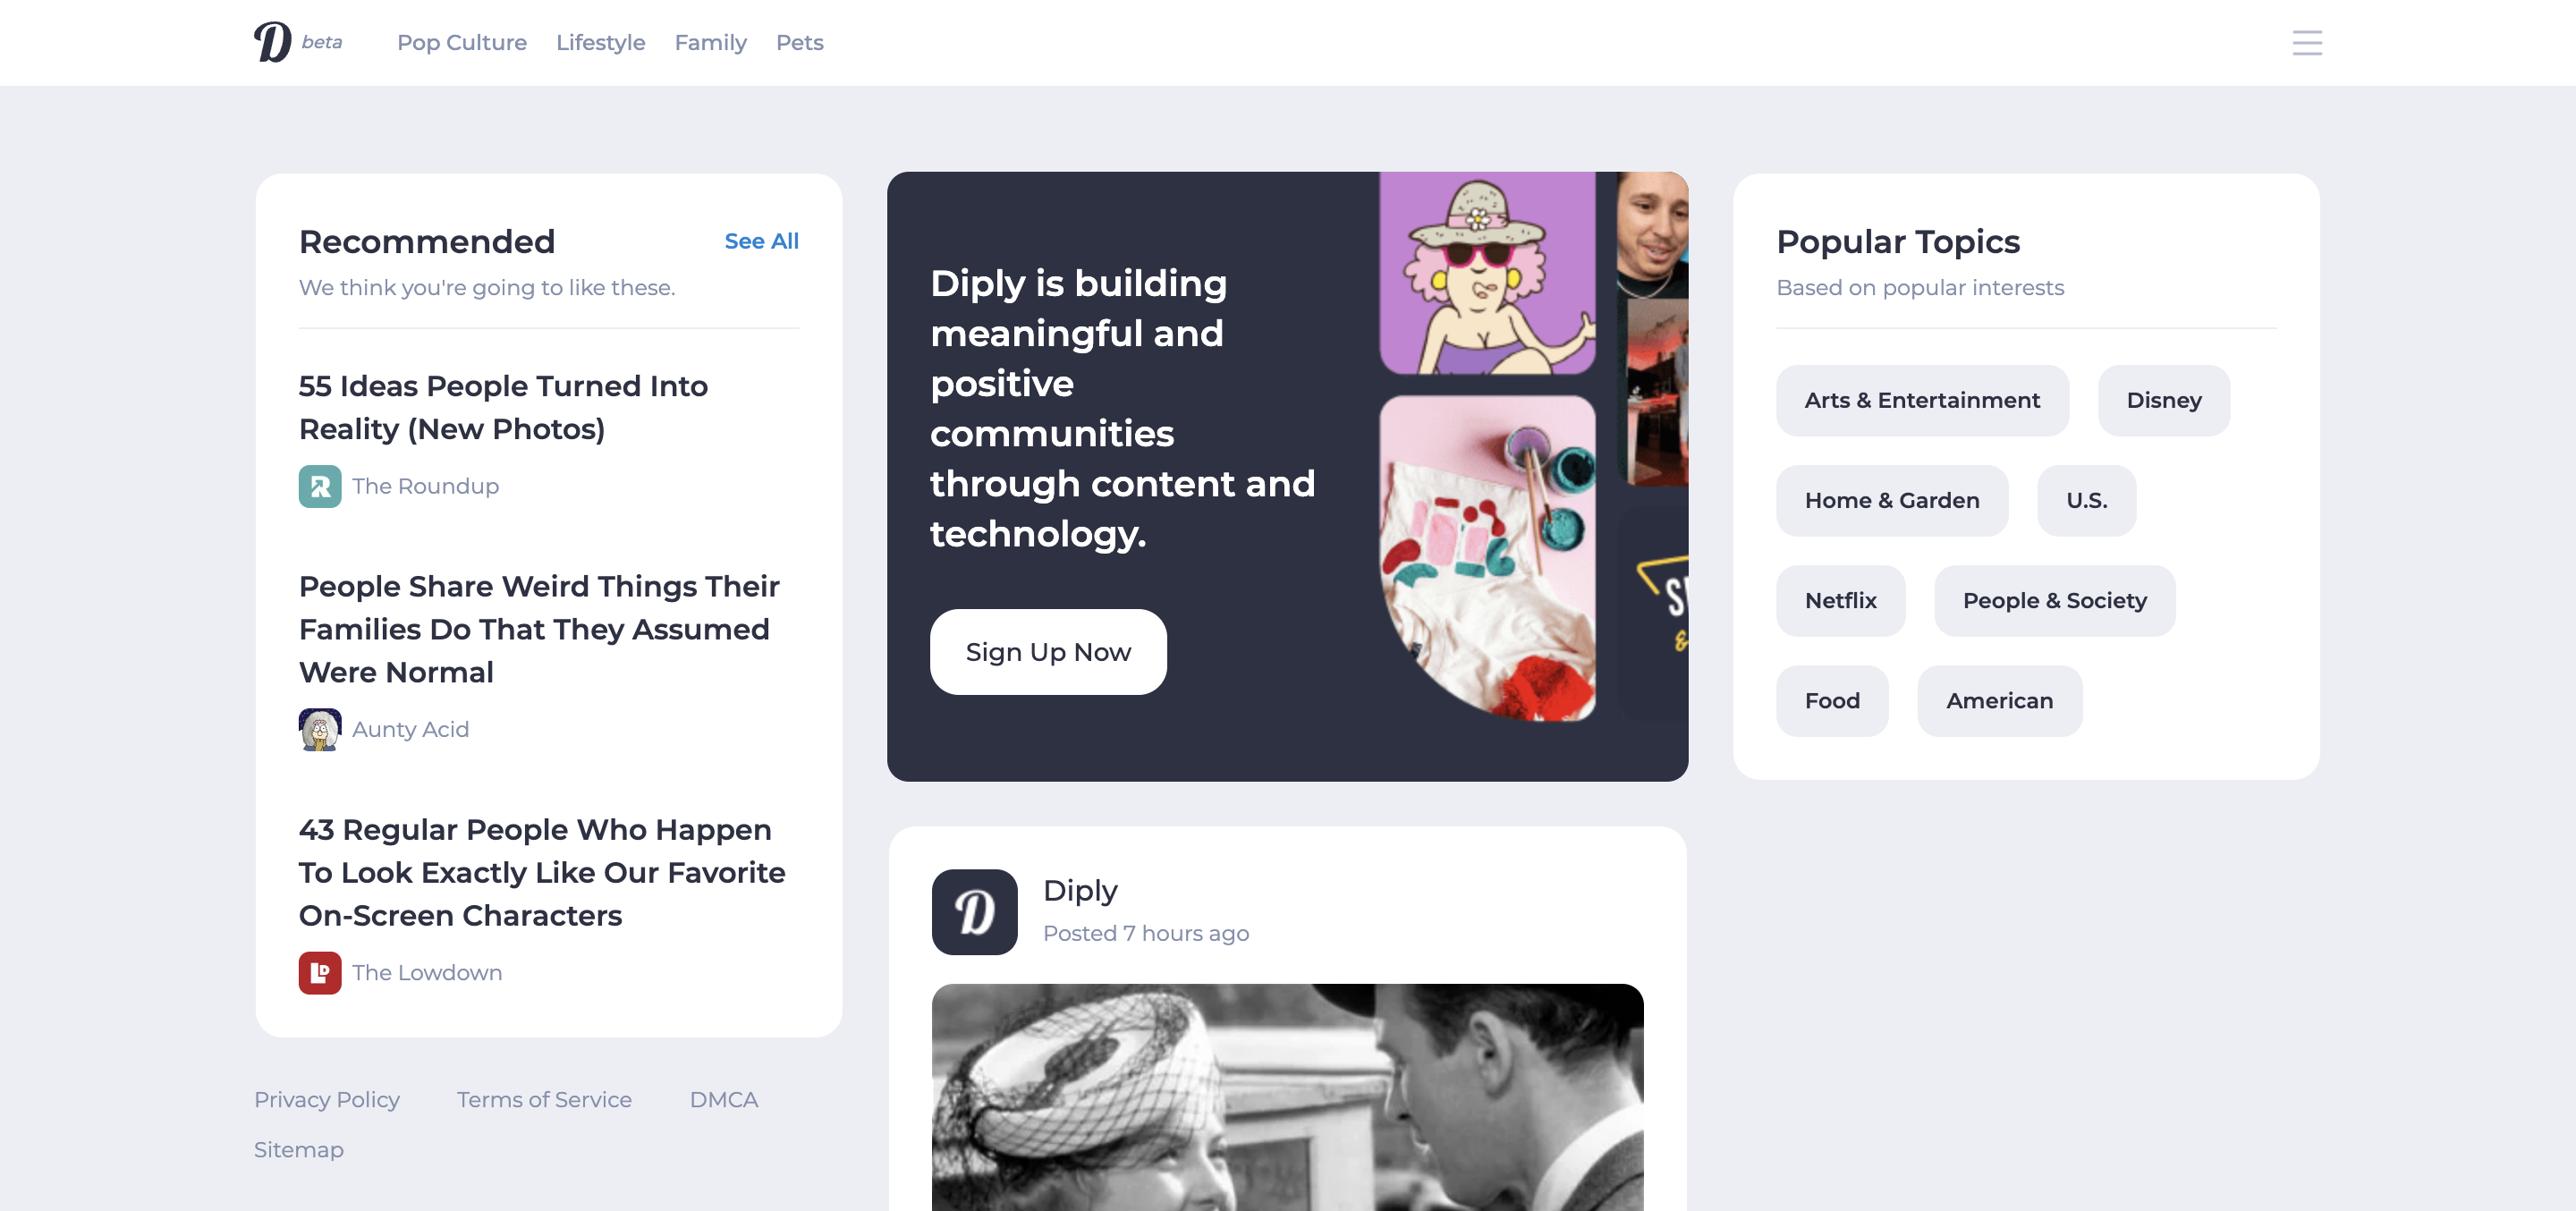 D beta
Pop Culture
Lifestyle
Family
Pets
Recommended
See All
We think you're going to like these.
55 Ideas People Turned Into
Reality (New Photos)
The Roundup
People Share Weird Things Their
Families Do That They Assumed
Were Normal
Aunty Acid
43 Regular People Who Happen
To Look Exactly Like Our Favorite
On-Screen Characters
LD The Lowdown
Privacy Policy
Terms of Service
DMCA
Sitemap
Diply is building
meaningful and
positive
communities
through content and
technology.
Sign Up Now
D
Diply
Posted 7 hours ago
Popular Topics
Based on popular interests
Arts & Entertainment
Disney
Home & Garden
U.S.
Netflix
People & Society
Food
American